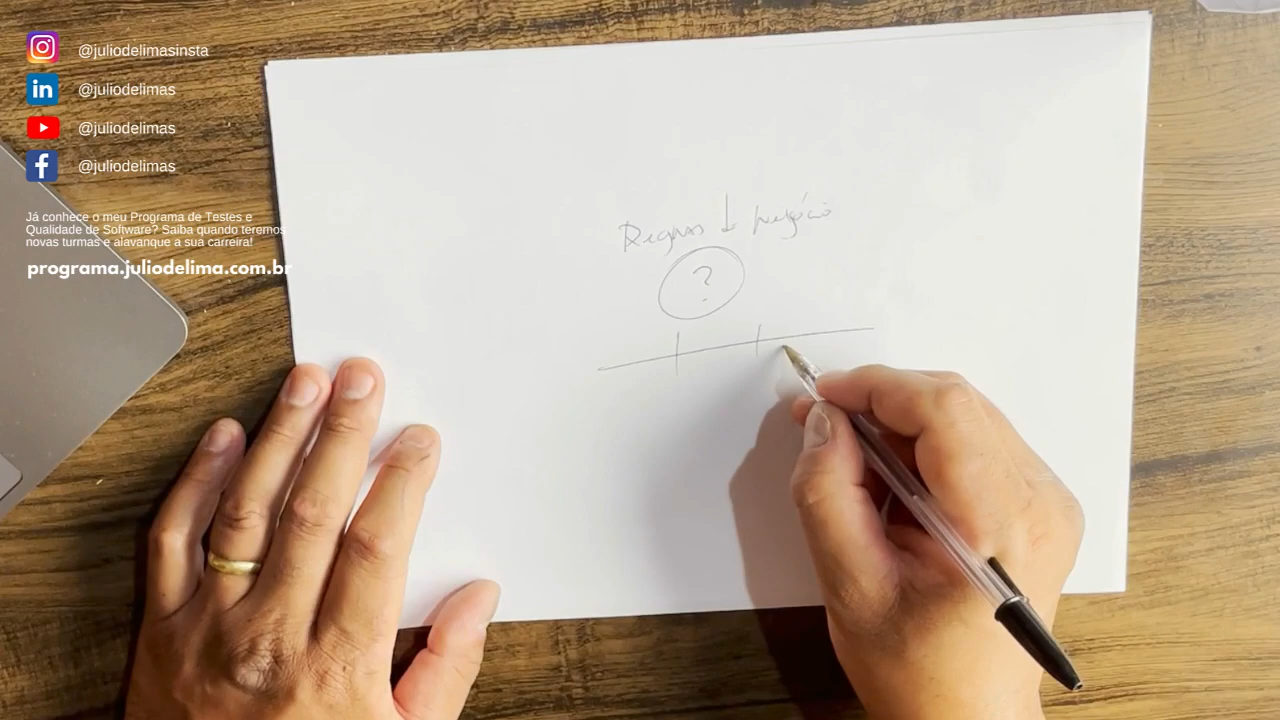 @juliodelimasinsta
@juliodelimas
@juliodelimas
@juliodelimas
Já conhece o meu Programa de Testes e
Qualidade de Software? Saiba quando teremos
novas turmas e alavanque a sua carreira!
programa.juliodelima.com.br
Regras de negócio
?